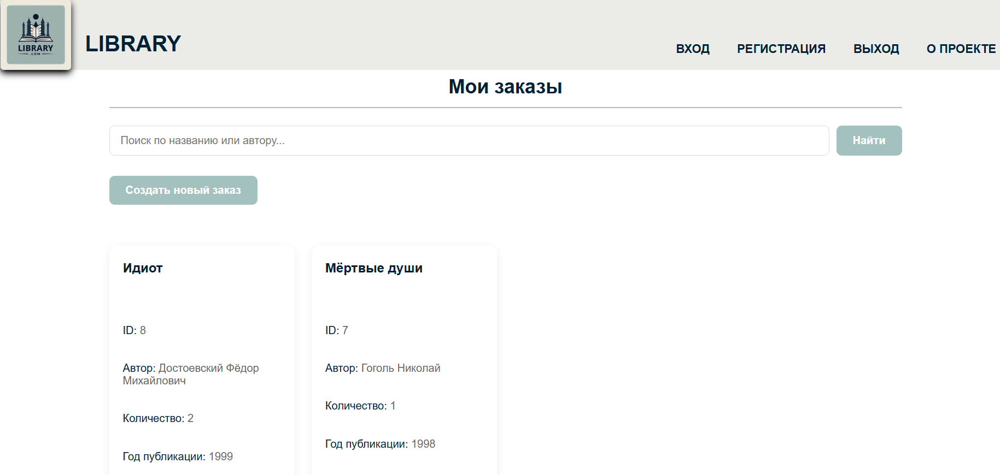 LIBRARY
.COM
LIBRARY
ВХОД РЕГИСТРАЦИЯ ВЫХОД О ПРОЕКТЕ
Мои заказы
Поиск по названию или автору...
Найти
Создать новый заказ
Идиот
ID: 8
Автор: Достоевский Фёдор
Михайлович
Количество: 2
Год публикации: 1999
Мёртвые души
ID: 7
Автор: Гоголь Николай
Количество: 1
Год публикации: 1998